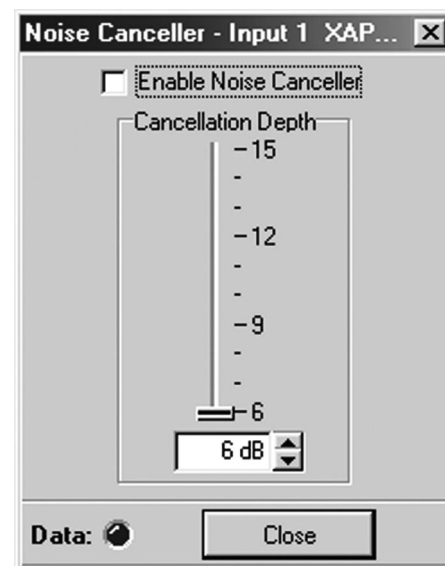 Noise Canceller - Input 1 XAP...
Enable Noise Canceller
Cancellation Depth
15
12
9
6
6 dB
Data:
Close